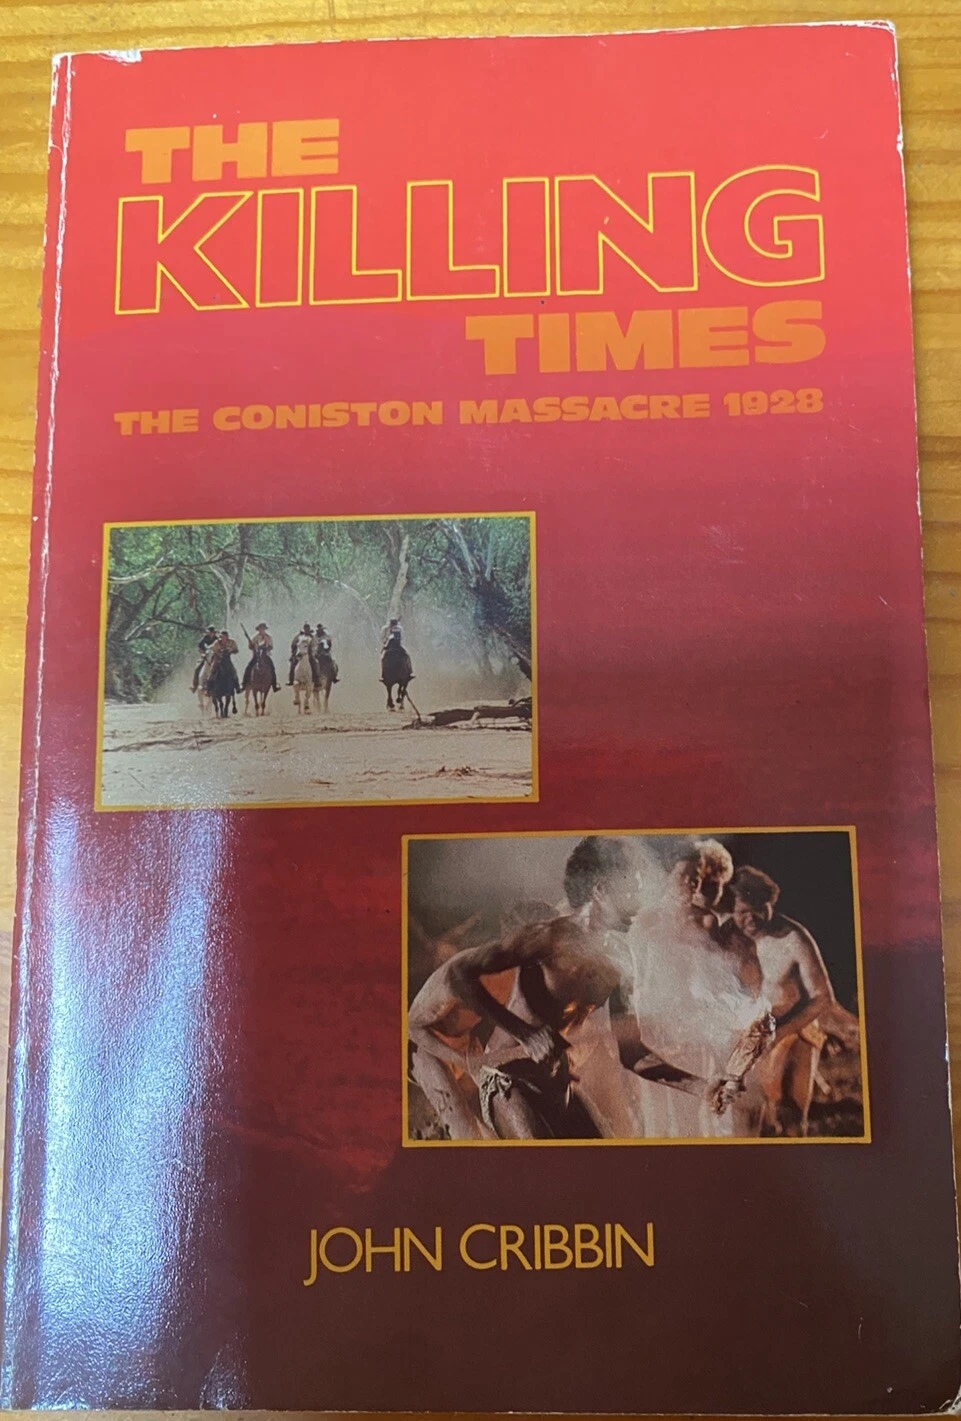 THE
KILLING
TIMES
THE CONISTON MASSACRE 1928
JOHN CRIBBIN